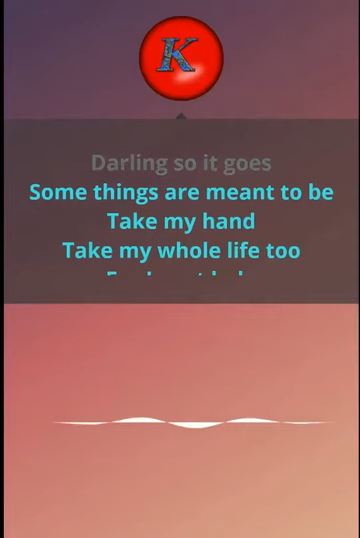 K
Darling so it goes
Some things are meant to be
Take my hand
Take my whole life too